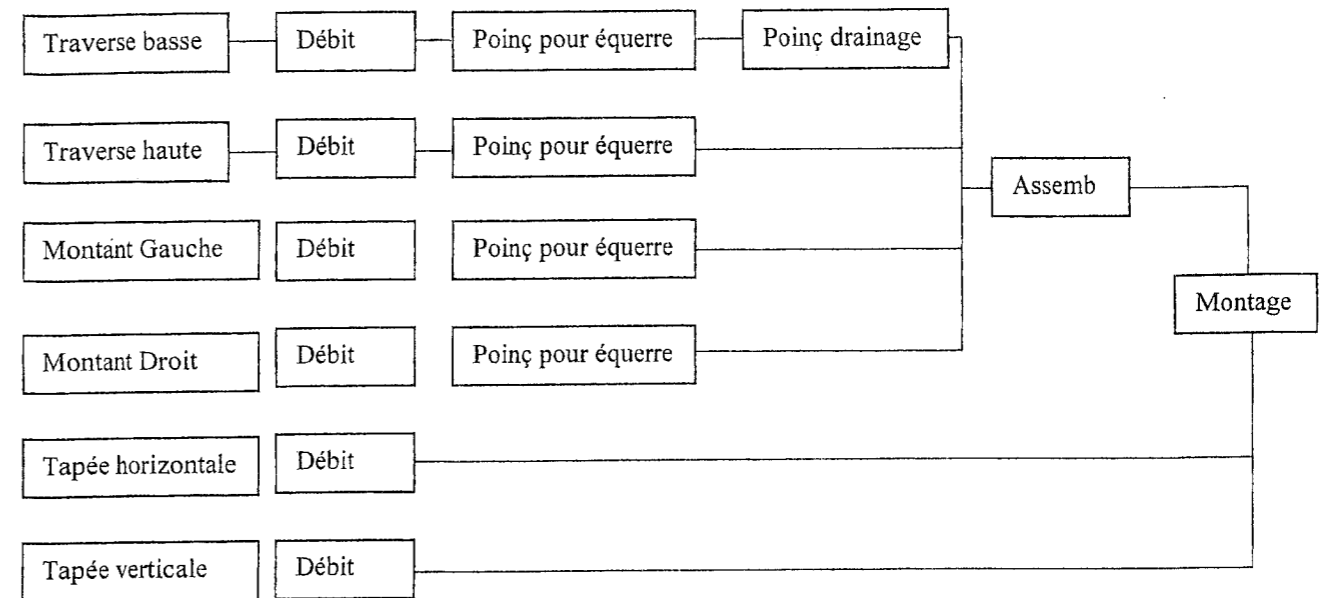 Traverse basse Débit Poinç pour équerre Poinç drainage
Traverse haute Débit Poinç pour équerre
Assemb
Montant Gauche Débit Poinç pour équerre
Montage
Montant Droit Débit Poinç pour équerre
Tapée horizontale Débit
Tapée verticale Débit